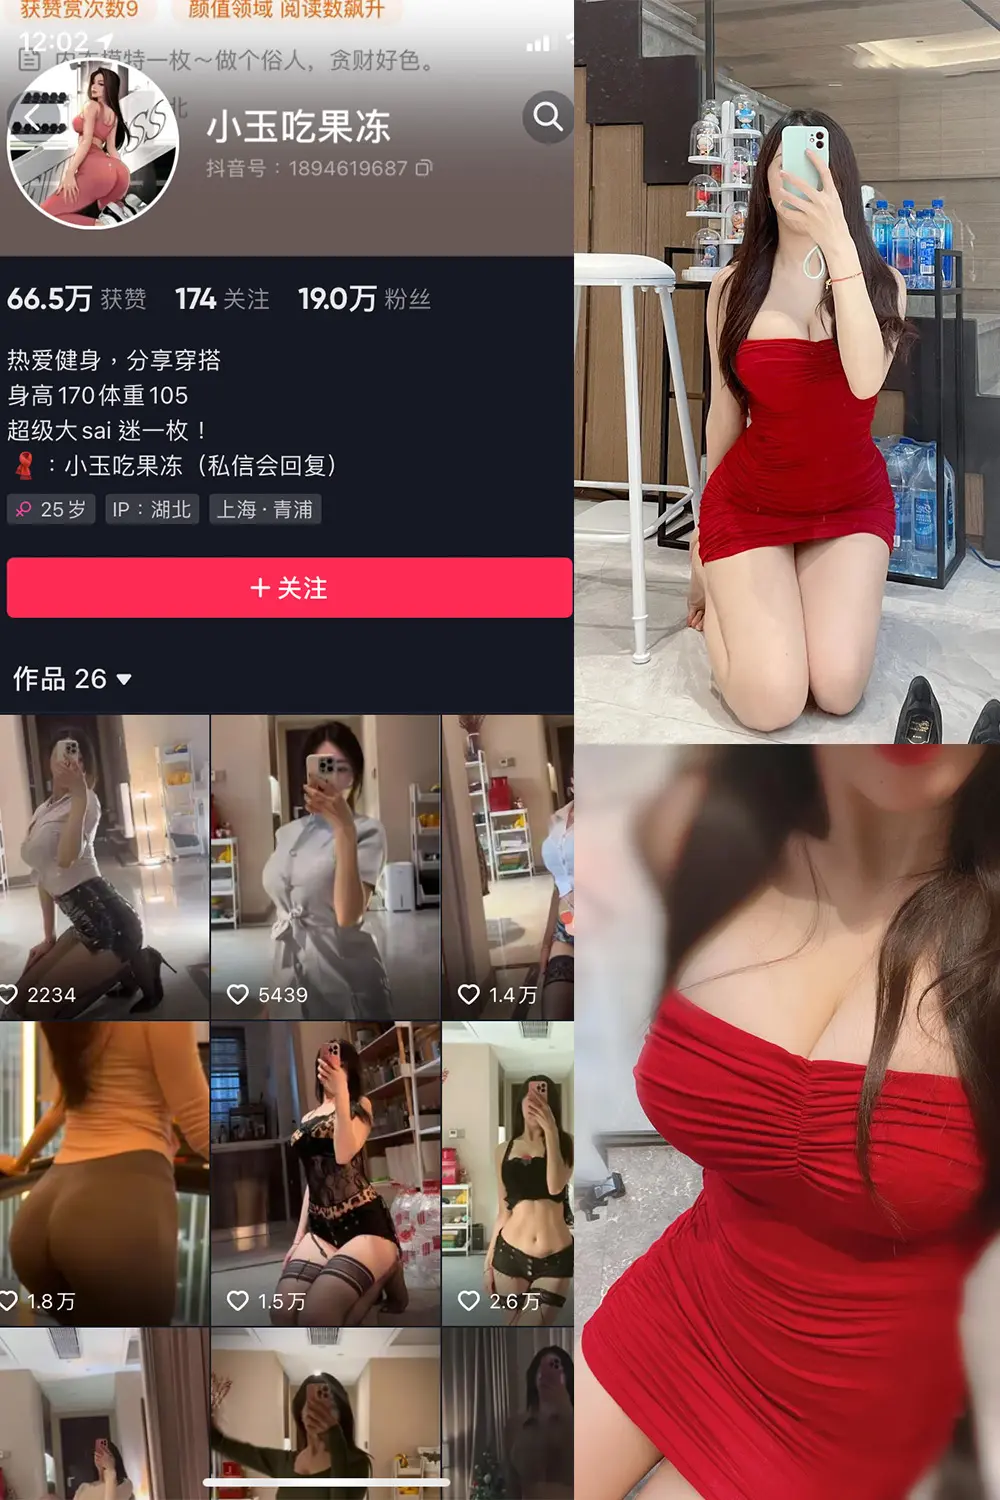 获赞赏次数9 颜值领域 阅读数飙升
12:02
内衣模特一枚～做个俗人，贪财好色。
北
小玉吃果冻
抖音号：1894619687
66.5万 获赞 174 关注 19.0万 粉丝
热爱健身，分享穿搭
身高170体重105
超级大sai 迷一枚！
：小玉吃果冻（私信会回复）
25岁 IP：湖北 上海·青浦
＋关注
作品 26
2234 5439 1.4万
1.8万 1.5万 2.6万